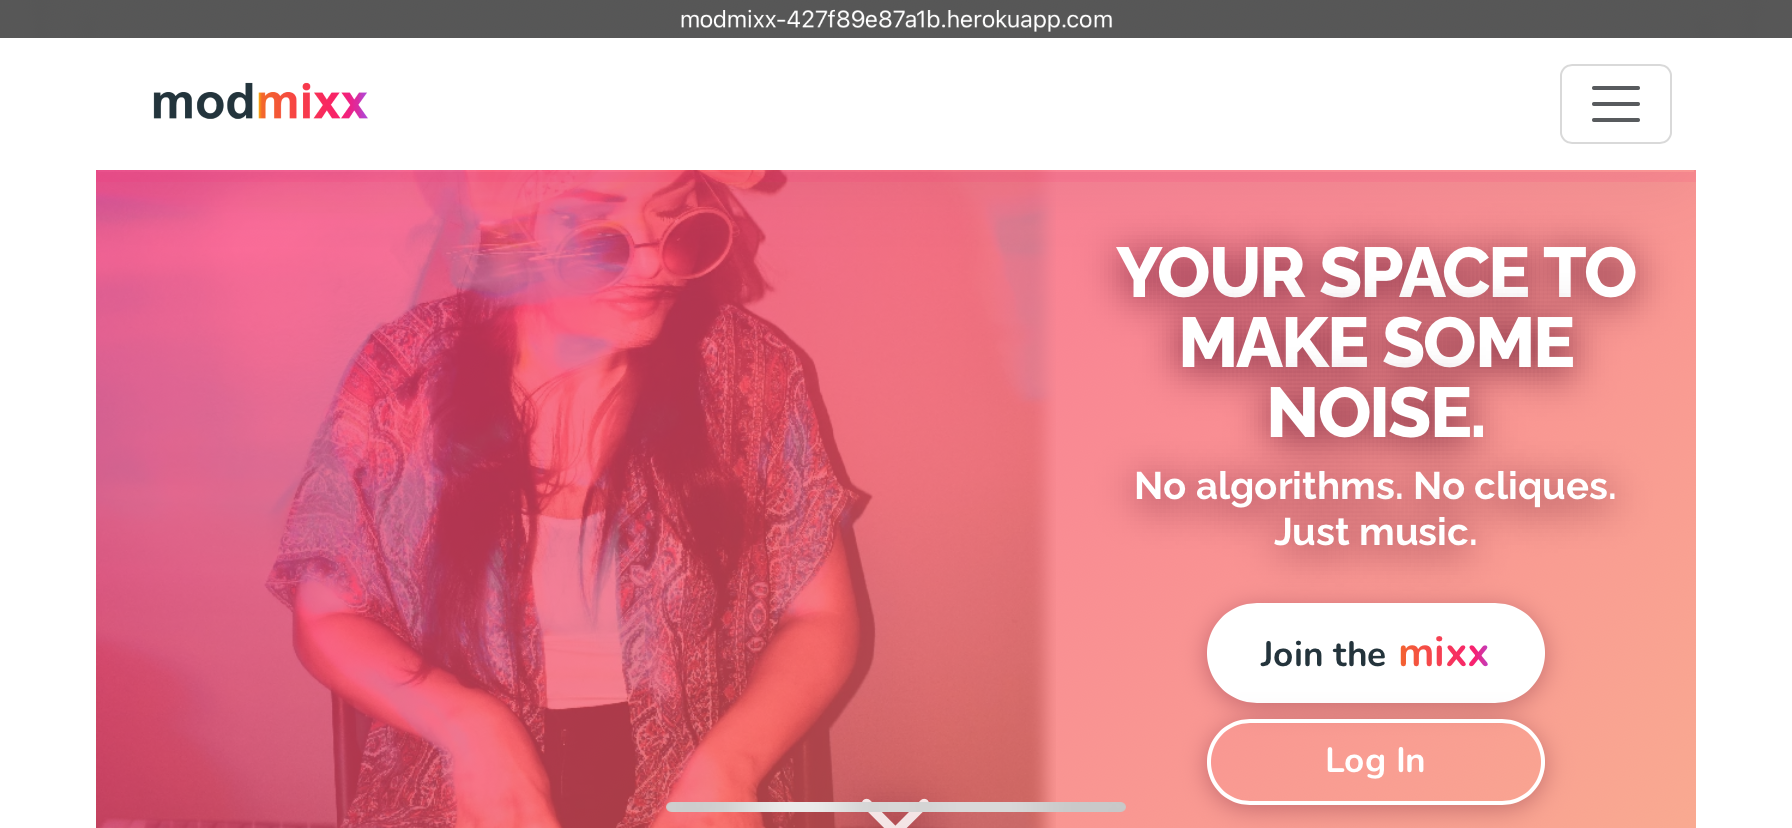 modmixx-427f89e87a1b.herokuapp.com
modmixx
YOUR SPACE TO
MAKE SOME
NOISE.
No algorithms. No cliques.
Just music.
Join the mixx
Log In